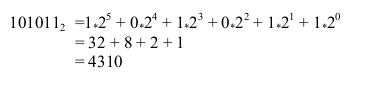 101011₂ =1*2⁵ + 0*2⁴ + 1*2³ + 0*2² + 1*2¹ + 1*2⁰
= 32 + 8 + 2 + 1
= 4310